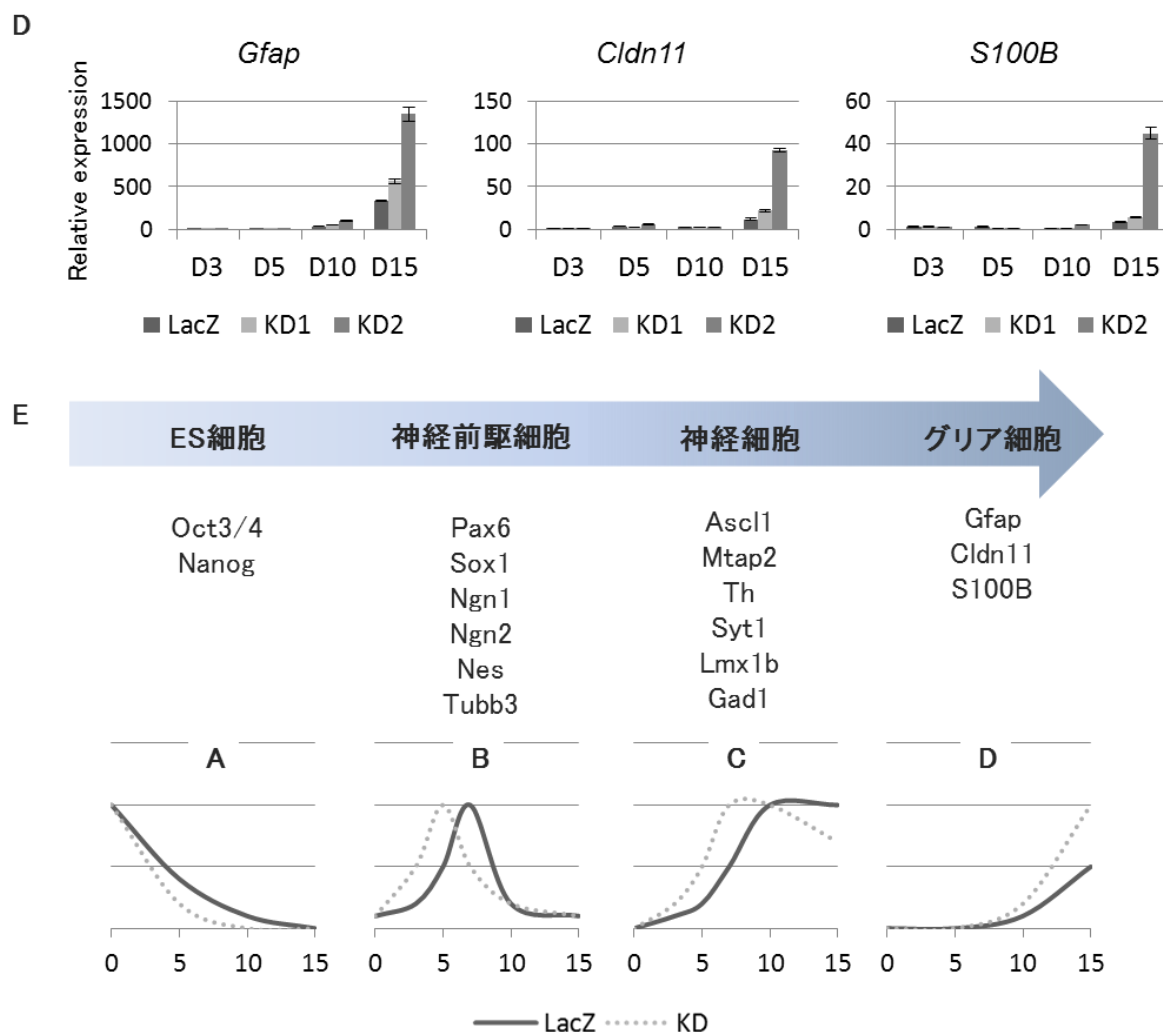 D
Gfap
Cldn11
S100B
Relative expression
1500
1000
500
0
D3 D5 D10 D15
LacZ KD1 KD2
150
100
50
0
D3 D5 D10 D15
LacZ KD1 KD2
60
40
20
0
D3 D5 D10 D15
LacZ KD1 KD2
E
ES細胞 神経前駆細胞 神経細胞 グリア細胞
Oct3/4
Nanog
Pax6
Sox1
Ngn1
Ngn2
Nes
Tubb3
Ascl1
Mtap2
Th
Syt1
Lmx1b
Gad1
Gfap
Cldn11
S100B
A
0 5 10 15
B
0 5 10 15
C
0 5 10 15
D
0 5 10 15
LacZ KD